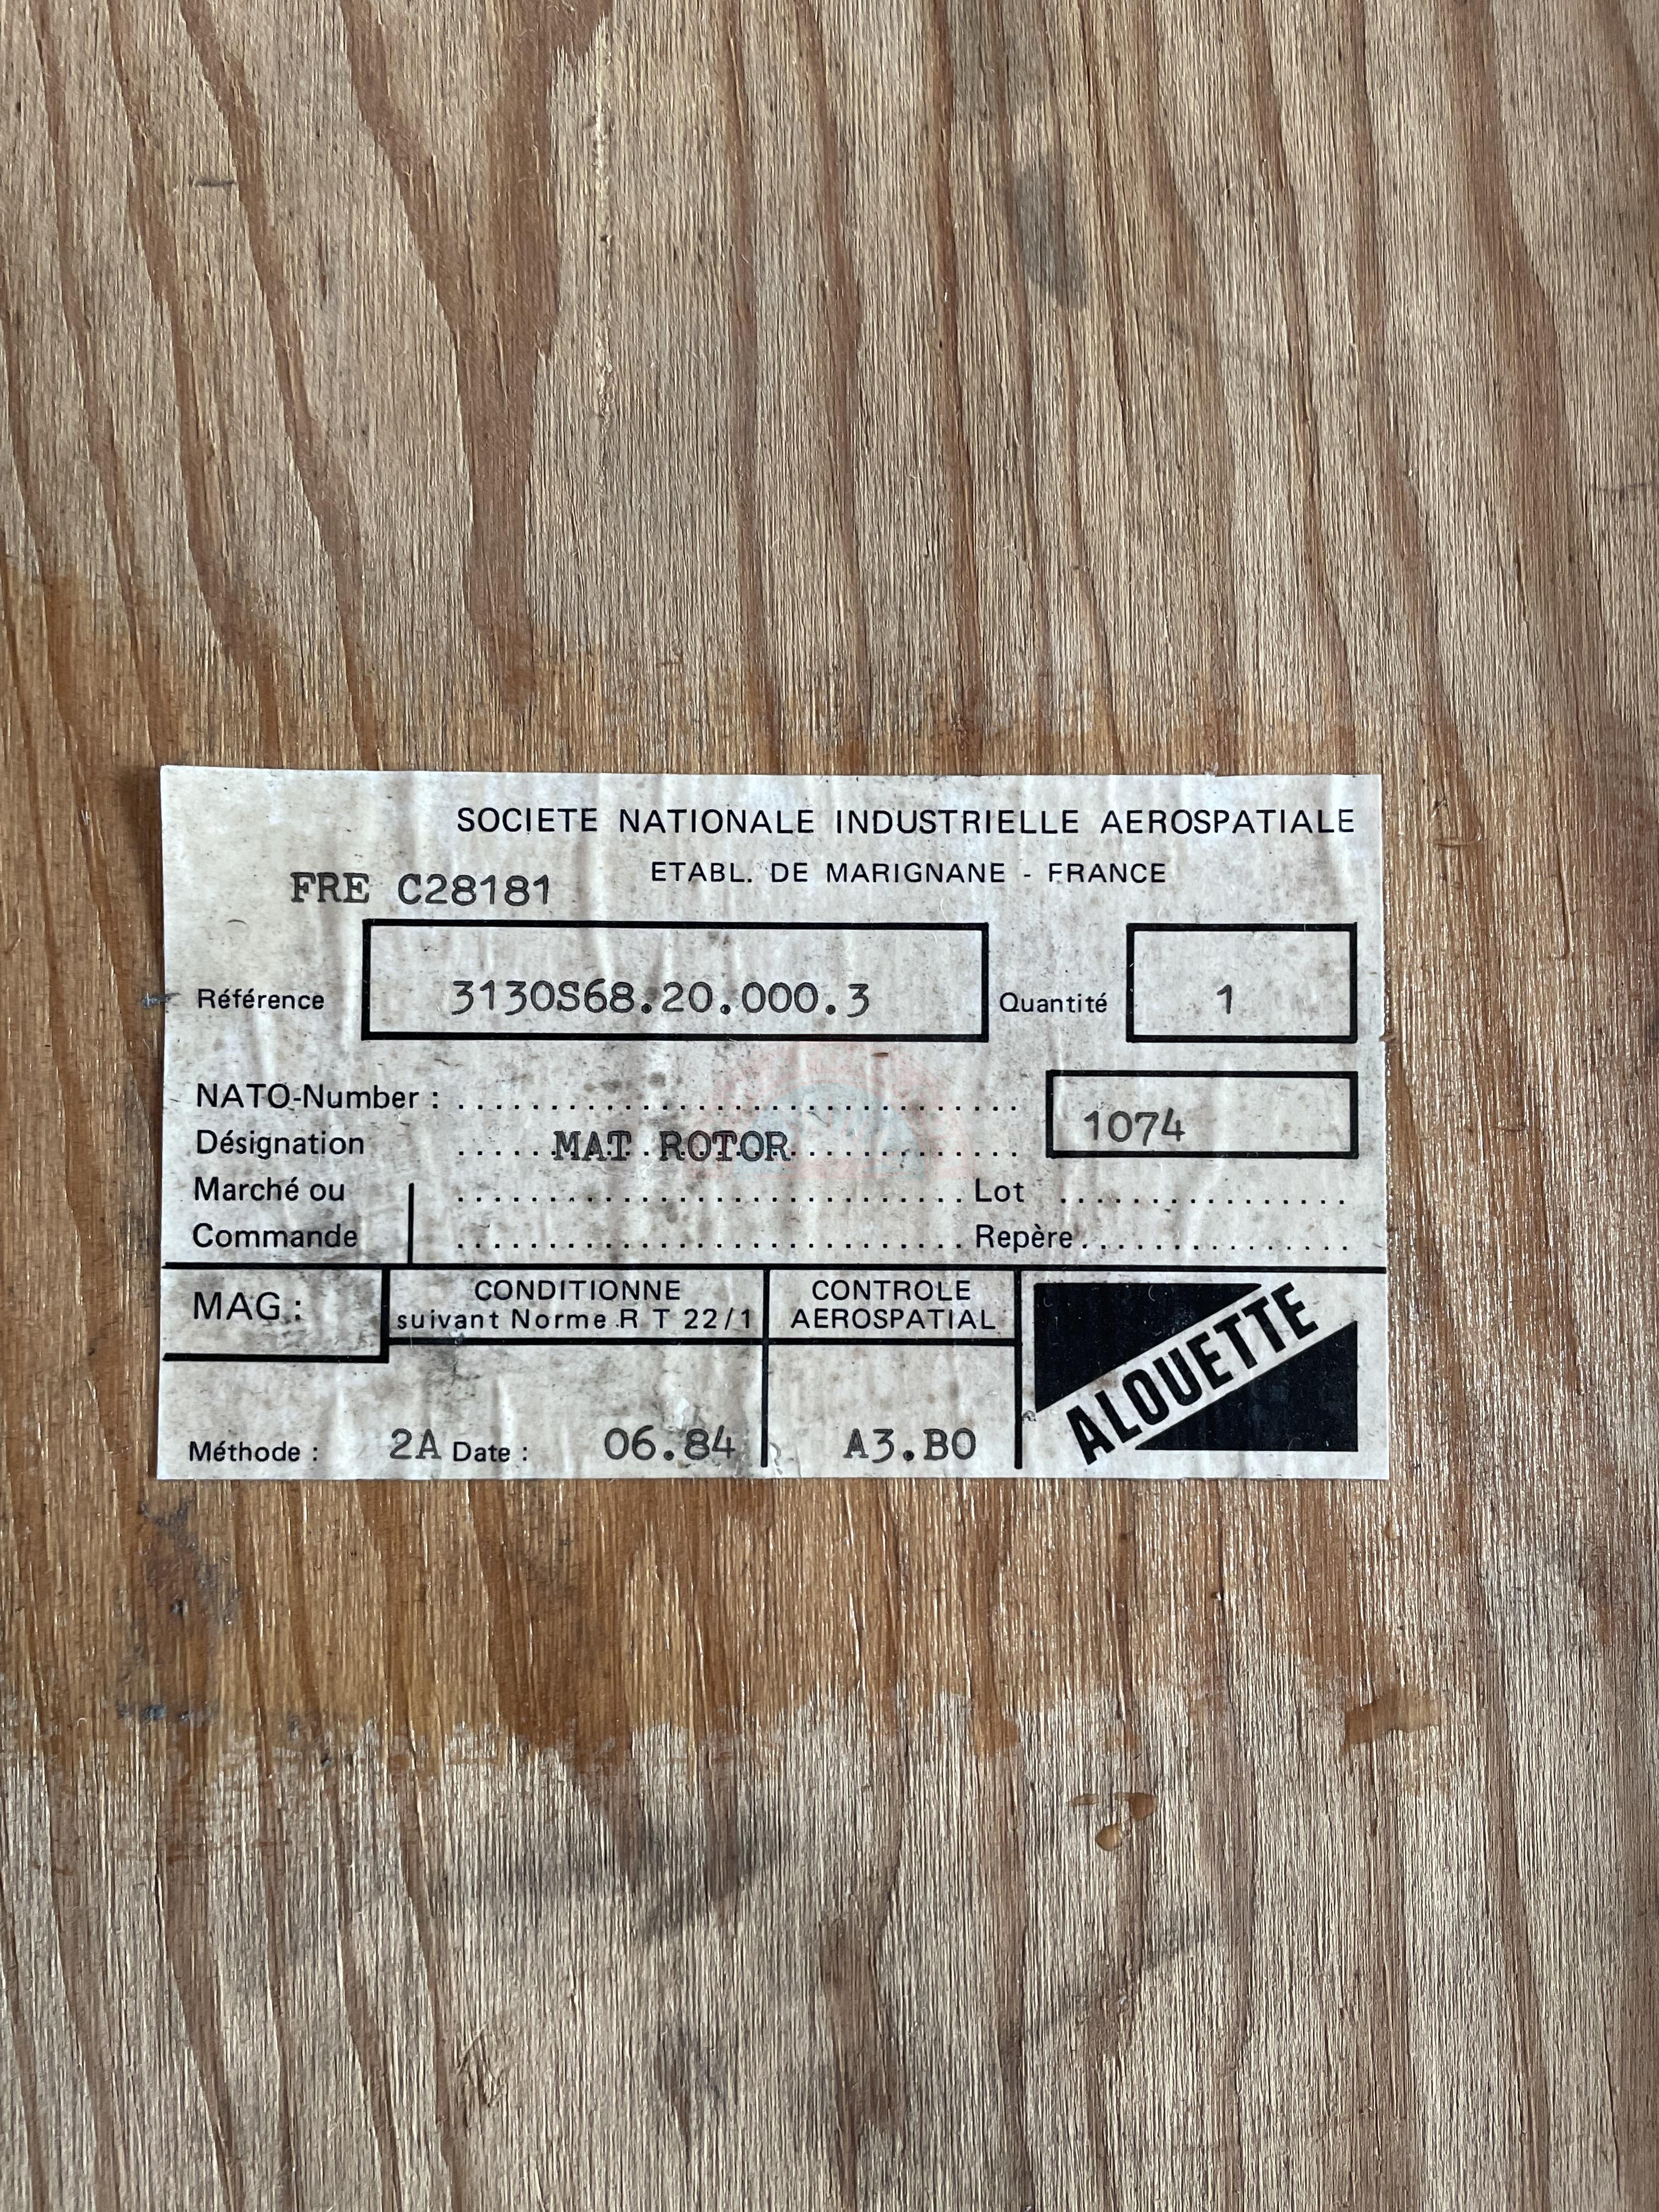 SOCIETE NATIONALE INDUSTRIELLE AEROSPATIALE
ETABL. DE MARIGNANE - FRANCE
FRE C28181
Référence 3130S68.20.000.3 Quantité 1
NATO-Number : 1074
Désignation MAT ROTOR
Marché ou Lot
Commande Repère
MAG :
CONDITIONNE
suivant Norme R T 22/1
CONTROLE
AEROSPATIAL
ALOUETTE
Méthode : 2A Date : 06.84 A3.B0